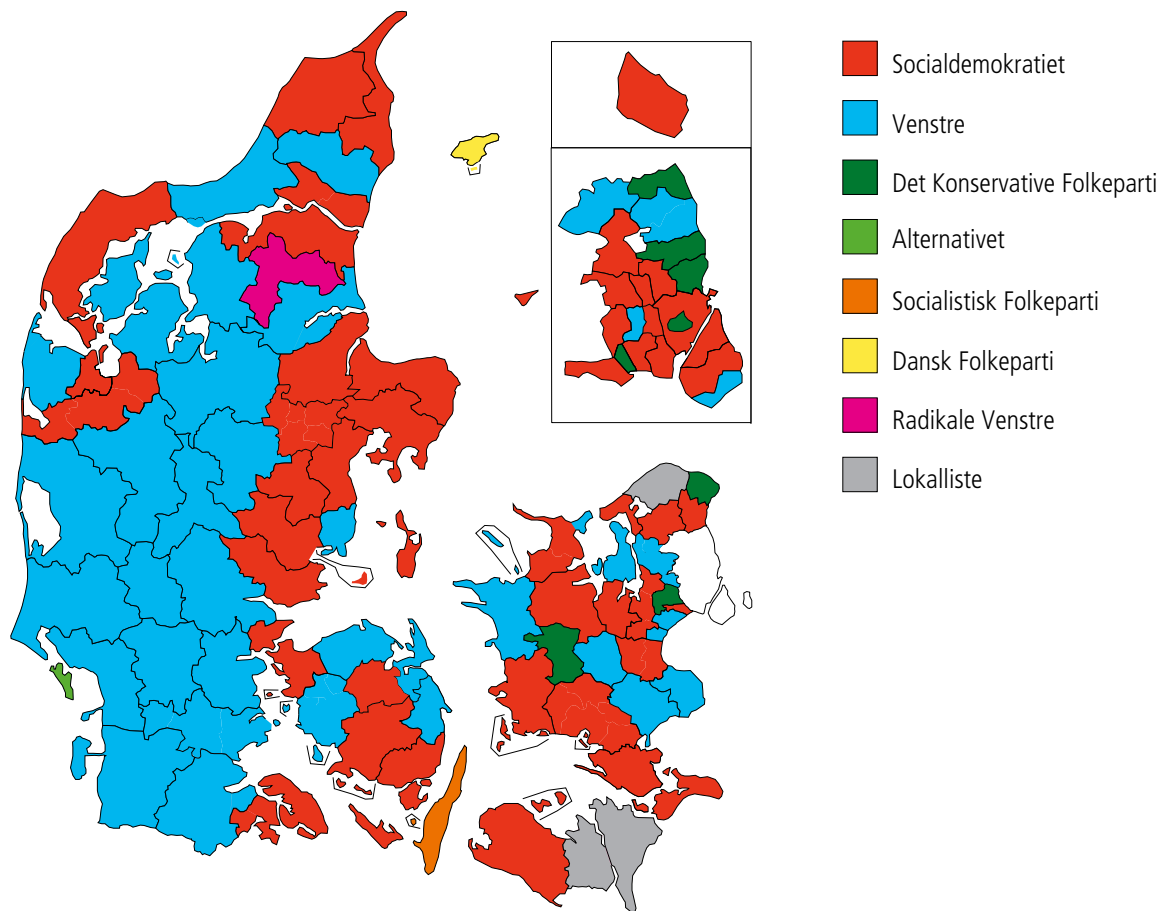 Socialdemokratiet
Venstre
Det Konservative Folkeparti
Alternativet
Socialistisk Folkeparti
Dansk Folkeparti
Radikale Venstre
Lokalliste